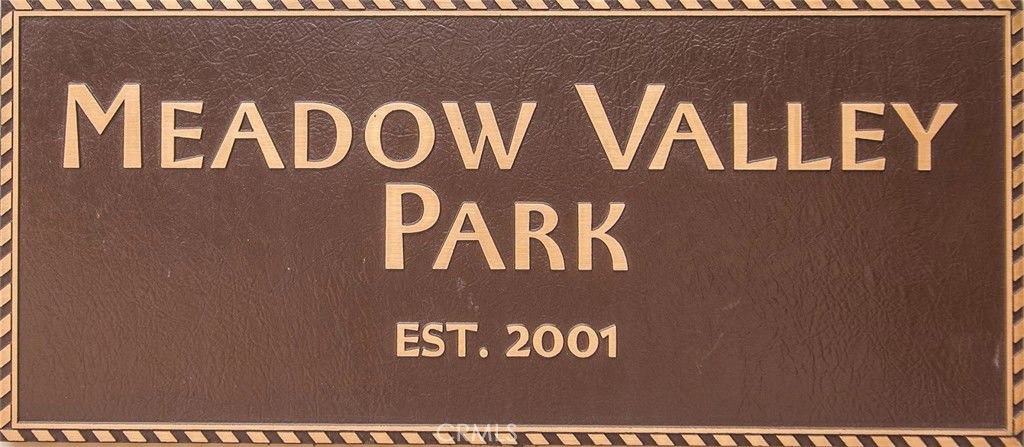 MEADOW VALLEY
PARK
EST. 2001
CRMLS